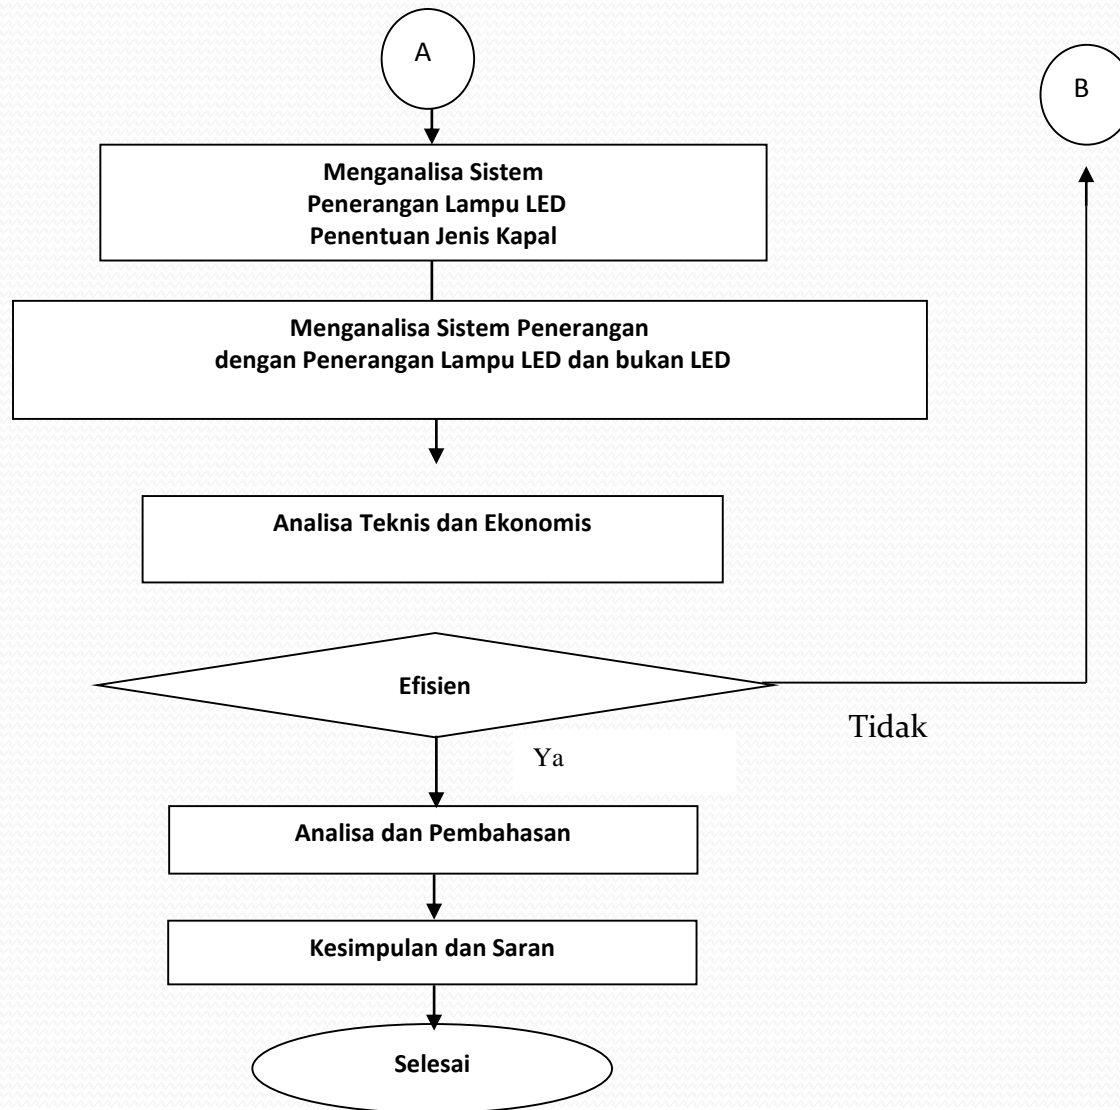 A
B
Menganalisa Sistem
Penerangan Lampu LED
Penentuan Jenis Kapal
Menganalisa Sistem Penerangan
dengan Penerangan Lampu LED dan bukan LED
Analisa Teknis dan Ekonomis
Efisien
Tidak
Ya
Analisa dan Pembahasan
Kesimpulan dan Saran
Selesai